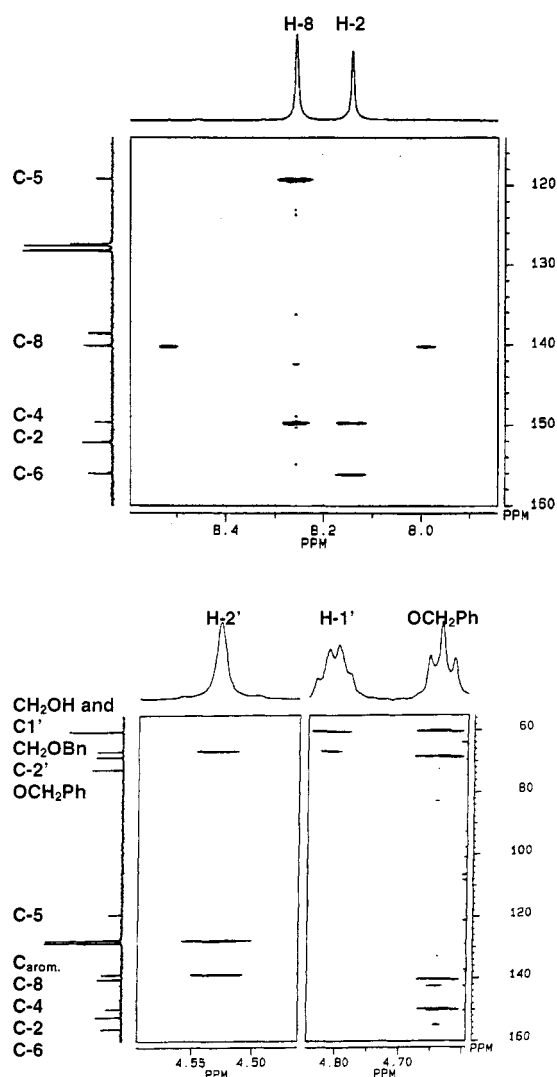 H-8 H-2
C-5
120
130
C-8
140
C-4
150
C-2
C-6
160
PPM
8.4 8.2 8.0
PPM
H-2' H-1' OCH2Ph
CH2OH and
C1'
60
CH2OBn
C-2'
80
OCH2Ph
100
C-5
120
Carom.
C-8
140
C-4
C-2
160
C-6
4.55 4.50 4.80 4.70 PPM
PPM PPM